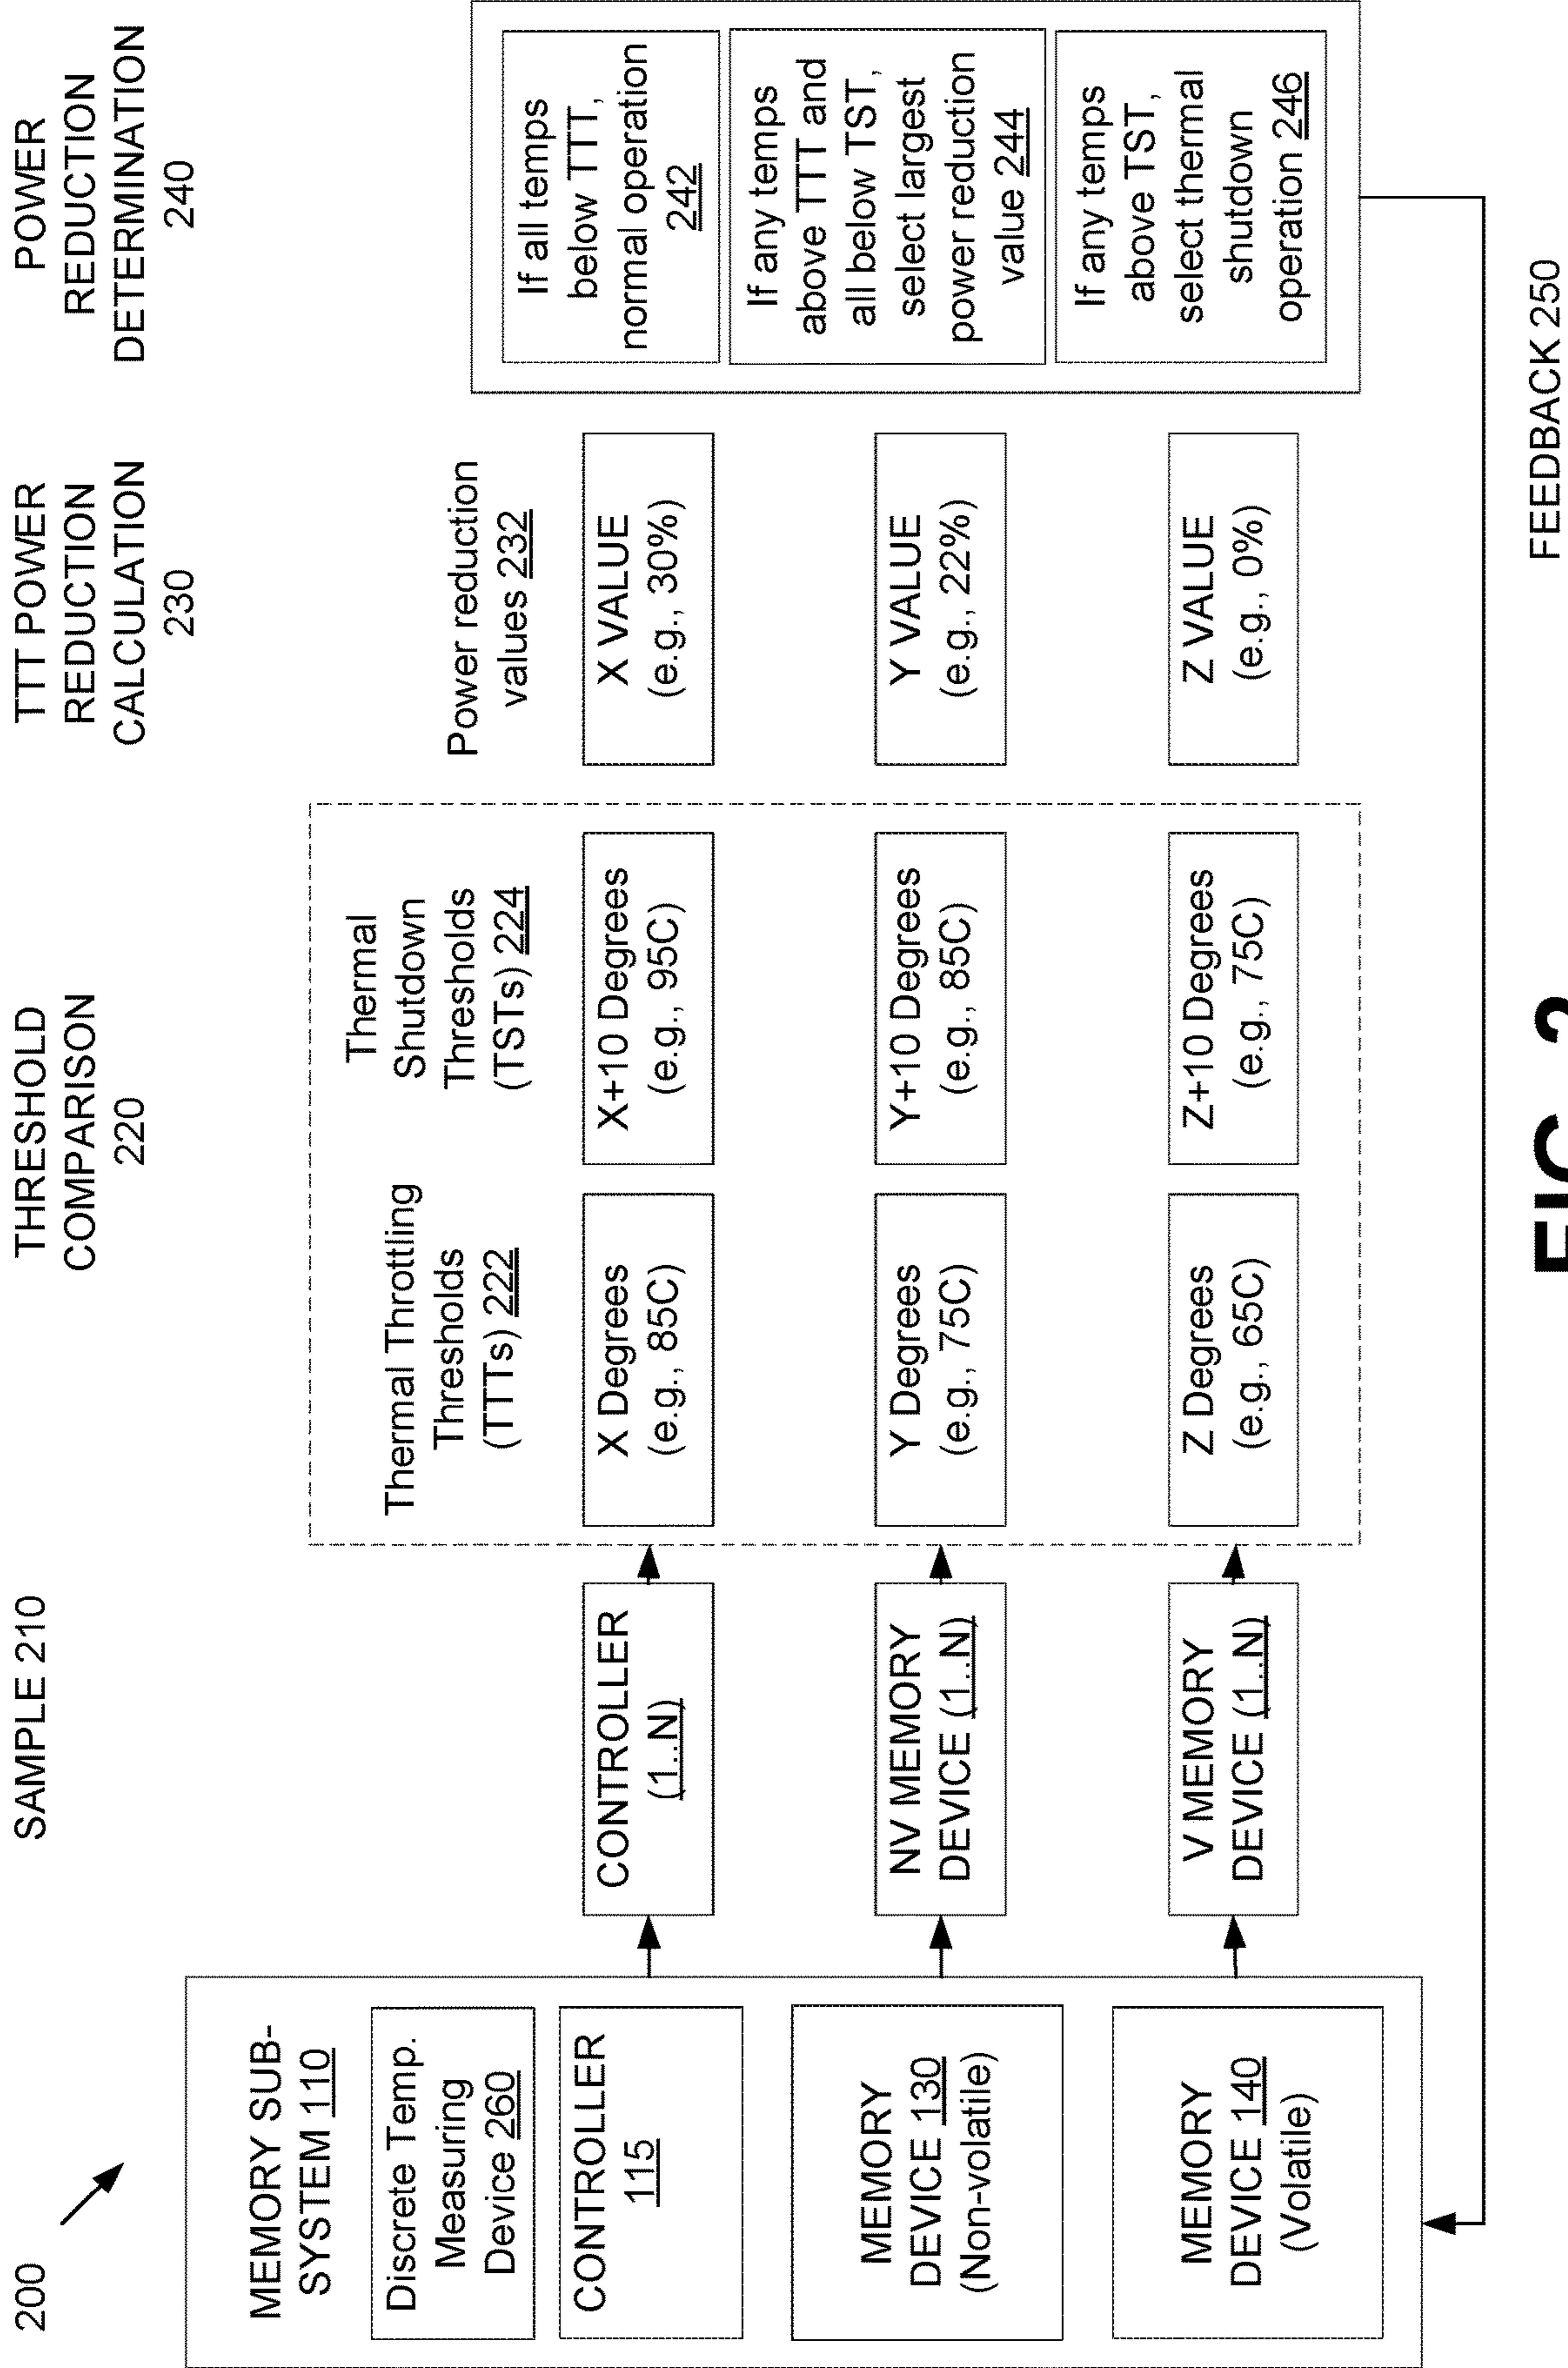 200
SAMPLE 210
THRESHOLD
COMPARISON
220
TTT POWER
REDUCTION
CALCULATION
230
POWER
REDUCTION
DETERMINATION
240
MEMORY SUB-
SYSTEM 110
Discrete Temp.
Measuring
Device 260
CONTROLLER
115
MEMORY
DEVICE 130
(Non-volatile)
MEMORY
DEVICE 140
(Volatile)
CONTROLLER
(1..N)
NV MEMORY
DEVICE (1..N)
V MEMORY
DEVICE (1..N)
Thermal Throttling
Thresholds
(TTTs) 222
X Degrees
(e.g., 85C)
Y Degrees
(e.g., 75C)
Z Degrees
(e.g., 65C)
Thermal
Shutdown
Thresholds
(TSTs) 224
X+10 Degrees
(e.g., 95C)
Y+10 Degrees
(e.g., 85C)
Z+10 Degrees
(e.g., 75C)
Power reduction
values 232
X VALUE
(e.g., 30%)
Y VALUE
(e.g., 22%)
Z VALUE
(e.g., 0%)
If all temps
below TTT,
normal operation
242
If any temps
above TTT and
all below TST,
select largest
power reduction
value 244
If any temps
above TST,
select thermal
shutdown
operation 246
FEEDBACK 250